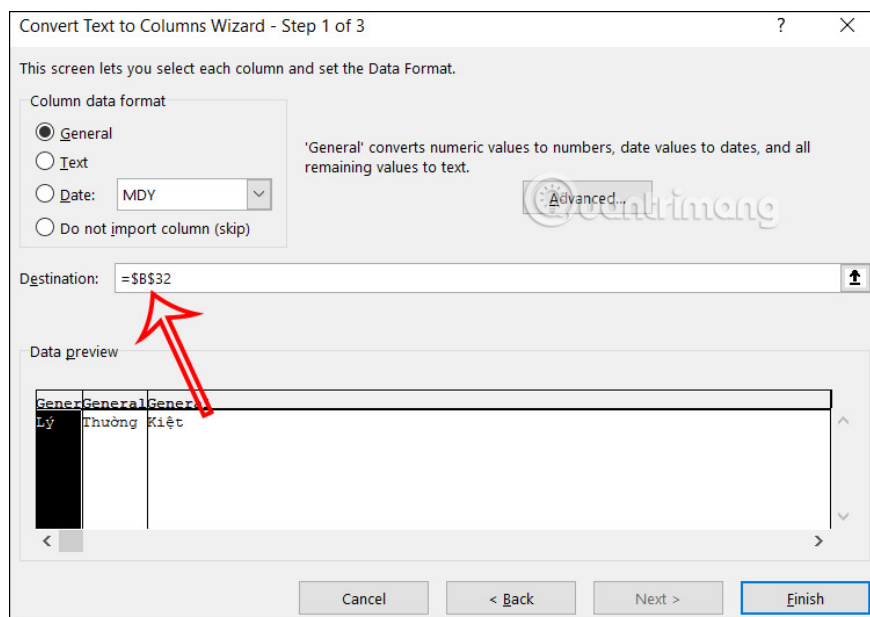 Convert Text to Columns Wizard - Step 1 of 3
?
This screen lets you select each column and set the Data Format.
Column data format
General
Text
Date: MDY
Do not import column (skip)
'General' converts numeric values to numbers, date values to dates, and all
remaining values to text.
Advanced...
Quantrimang
Destination: =$B$32
Data preview
GenerGeneralGeneral
Lý Thường Kiệt
Cancel < Back Next > Finish